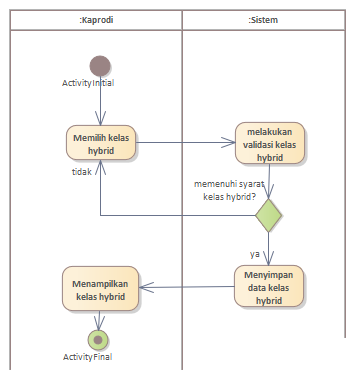 :Kaprodi
:Sistem
ActivityInitial
Memilih kelas
hybrid
melakukan
validasi kelas
hybrid
tidak
memenuhi syarat
kelas hybrid?
ya
Menampilkan
kelas hybrid
Menyimpan
data kelas
hybrid
ActivityFinal